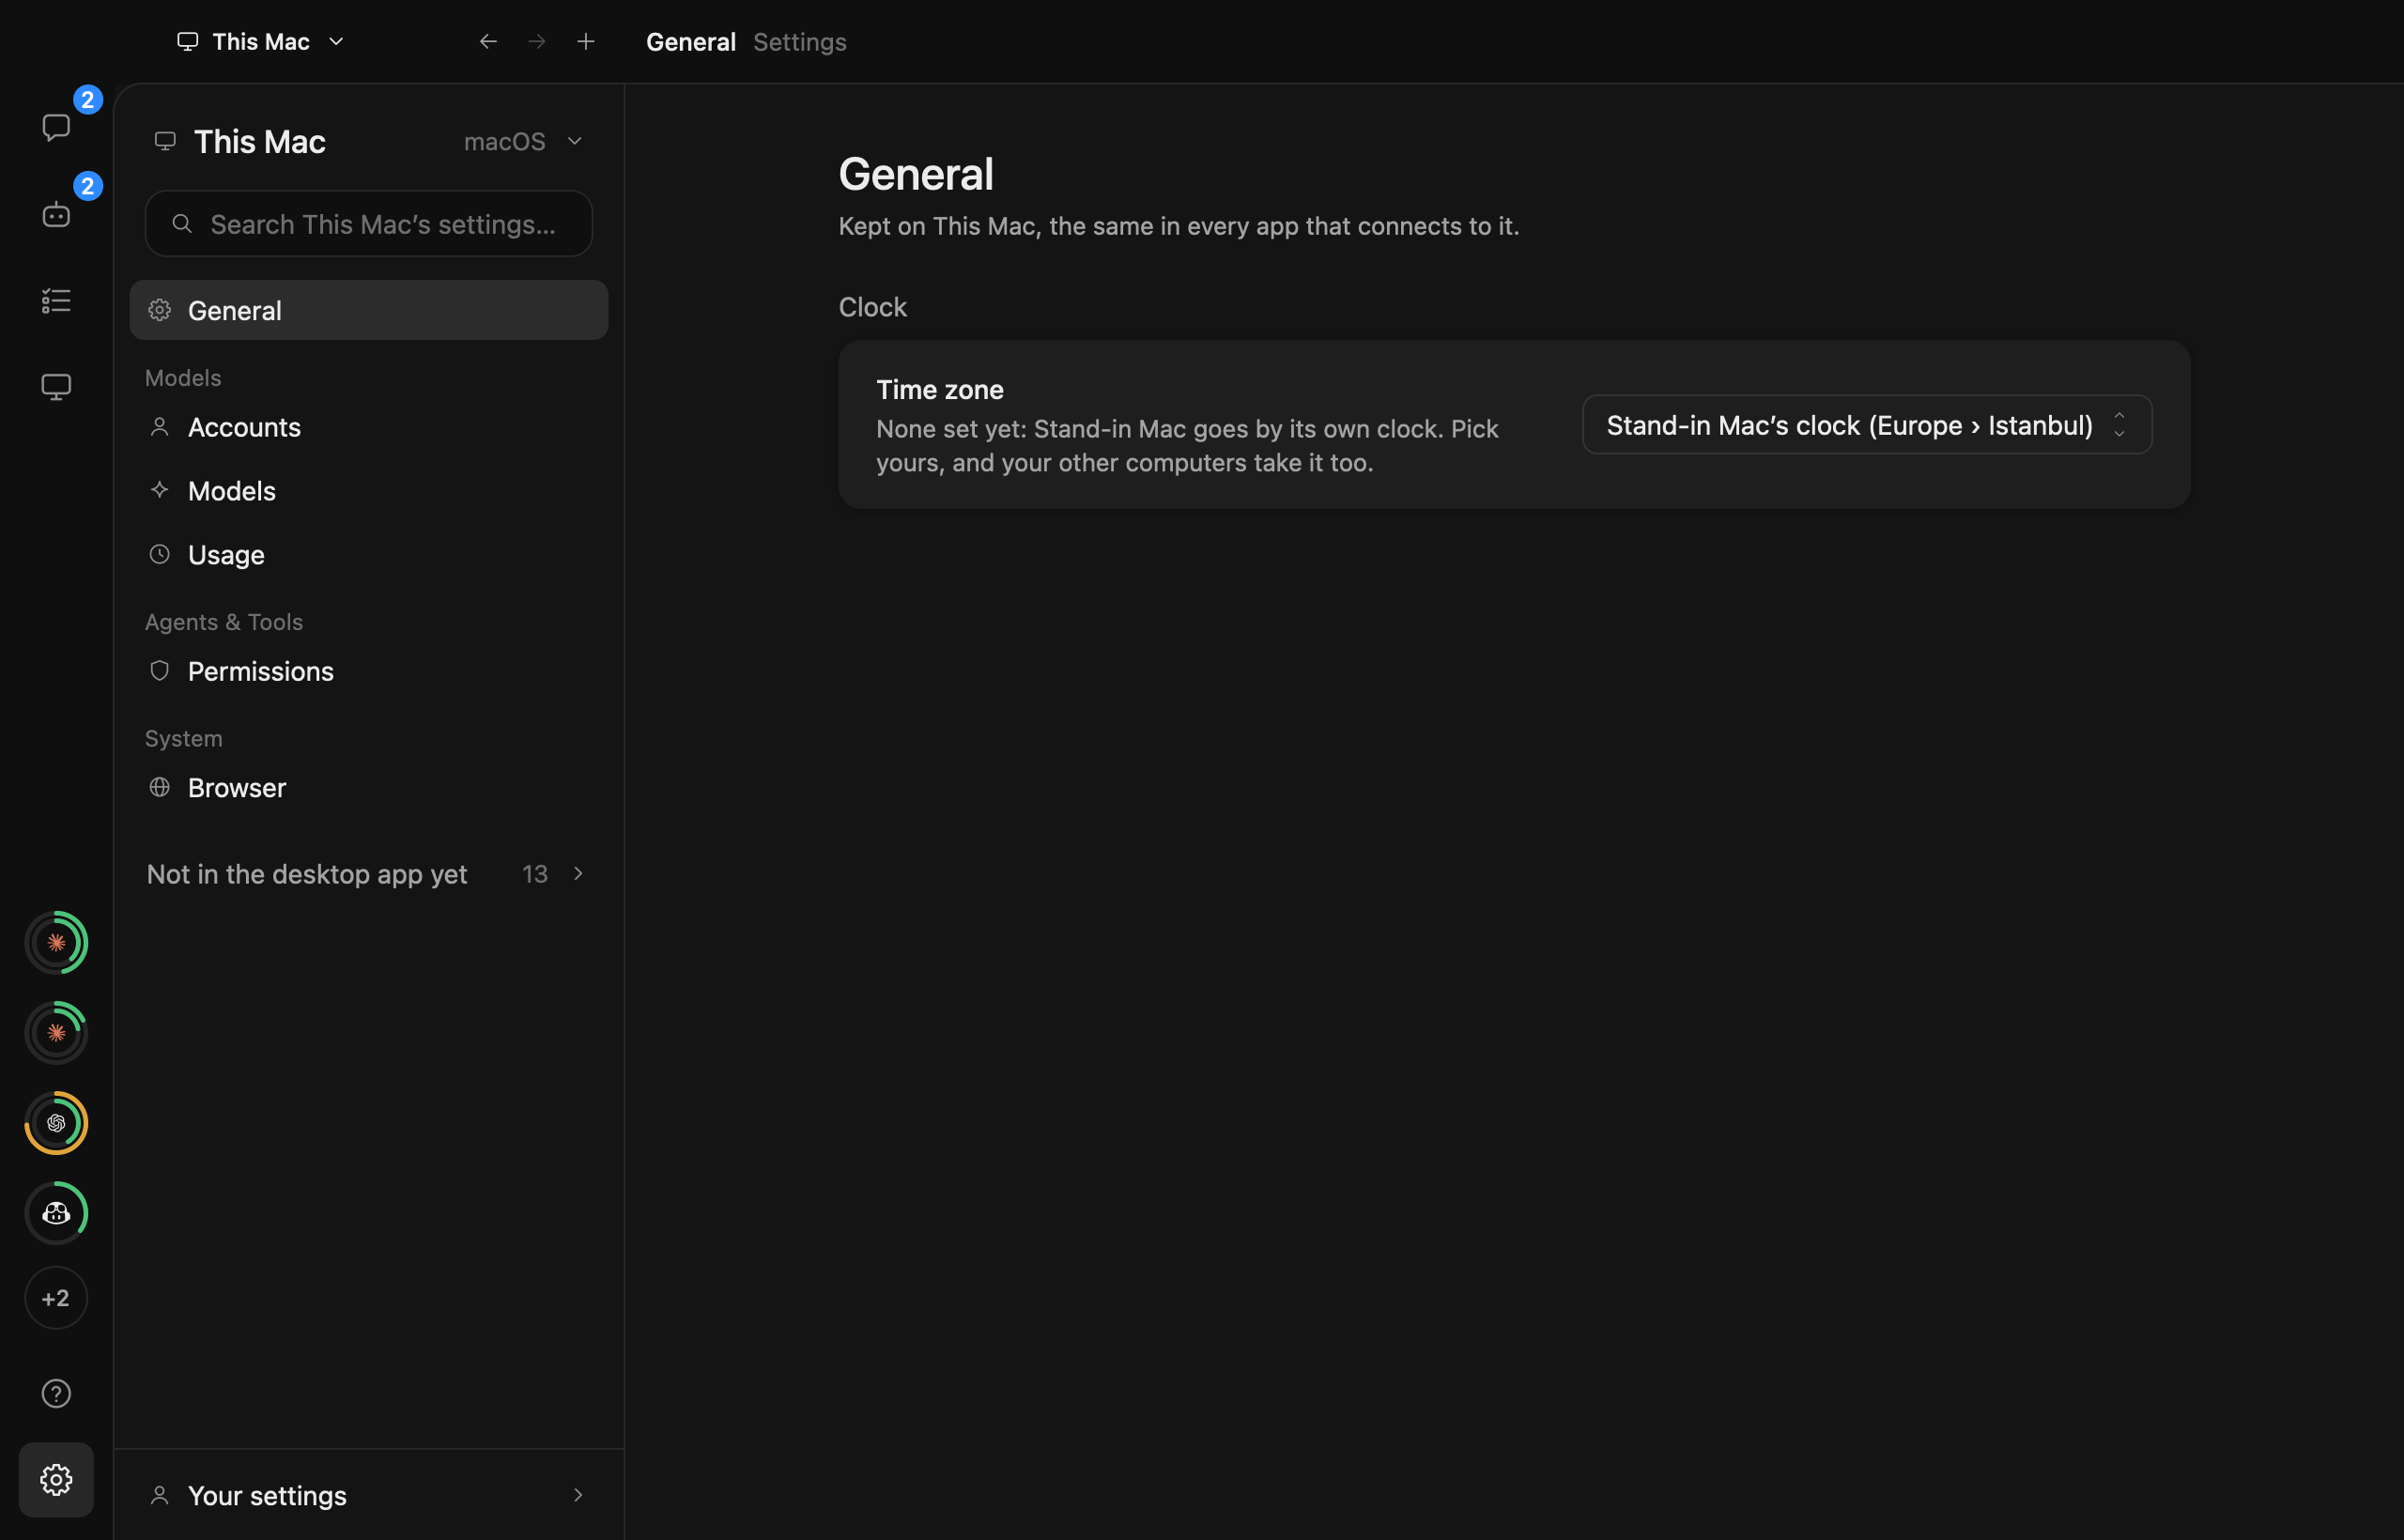 This Mac
General Settings
2
2
This Mac macOS
Search This Mac’s settings...
General
Models
Accounts
Models
Usage
Agents & Tools
Permissions
System
Browser
Not in the desktop app yet 13
+2
Your settings
General
Kept on This Mac, the same in every app that connects to it.
Clock
Time zone
None set yet: Stand-in Mac goes by its own clock. Pick
yours, and your other computers take it too.
Stand-in Mac’s clock (Europe › Istanbul)